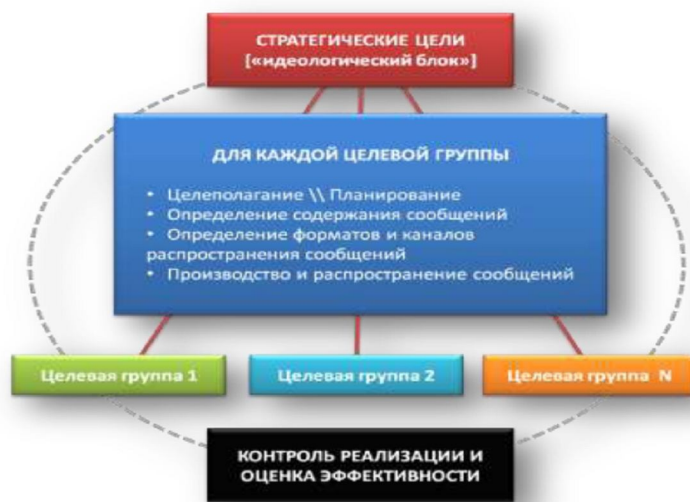 СТРАТЕГИЧЕСКИЕ ЦЕЛИ
[«идеологический блок»]
ДЛЯ КАЖДОЙ ЦЕЛЕВОЙ ГРУППЫ
• Целеполагание \\ Планирование
• Определение содержания сообщений
• Определение форматов и каналов
распространения сообщений
• Производство и распространение сообщений
Целевая группа 1
Целевая группа 2
Целевая группа N
КОНТРОЛЬ РЕАЛИЗАЦИИ И
ОЦЕНКА ЭФФЕКТИВНОСТИ